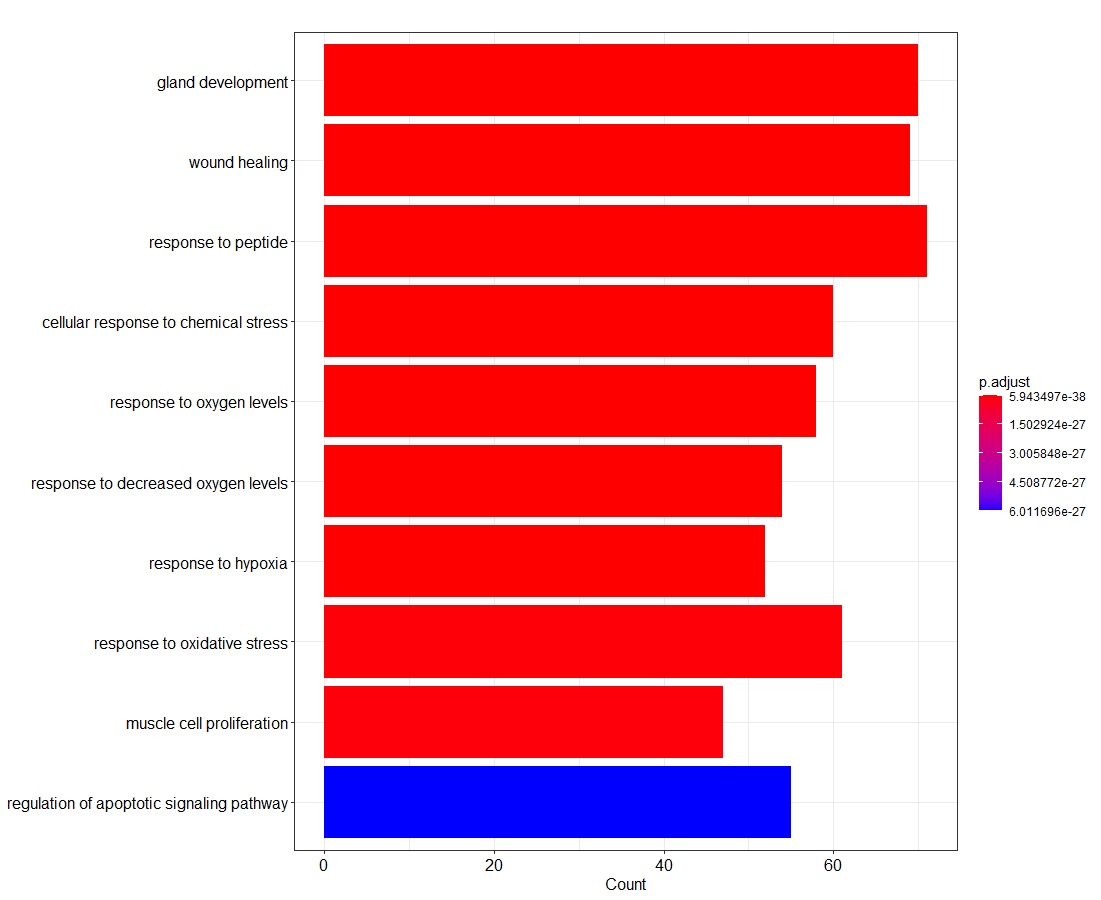 gland development
wound healing
response to peptide
cellular response to chemical stress
response to oxygen levels
response to decreased oxygen levels
response to hypoxia
response to oxidative stress
muscle cell proliferation
regulation of apoptotic signaling pathway
0 20 40 60
Count
p.adjust
5.943497e-38
1.502924e-27
3.005848e-27
4.508772e-27
6.011696e-27